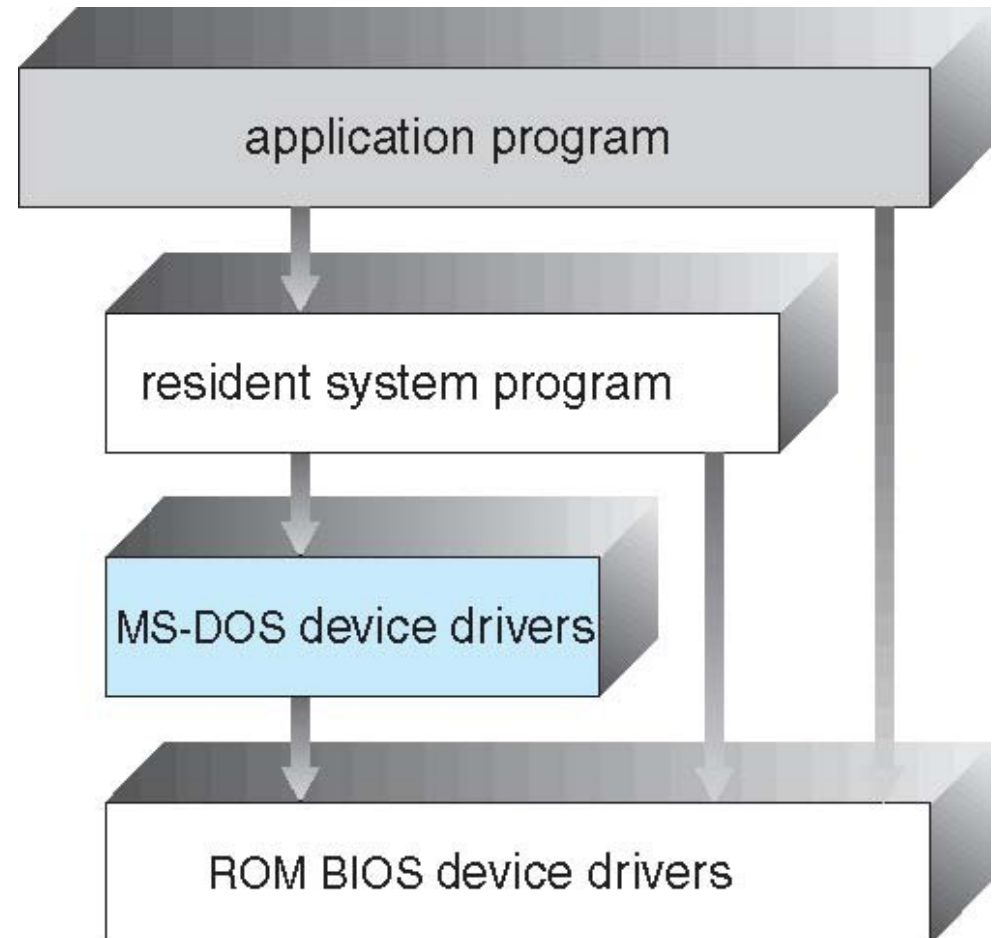 application program
resident system program
MS-DOS device drivers
ROM BIOS device drivers